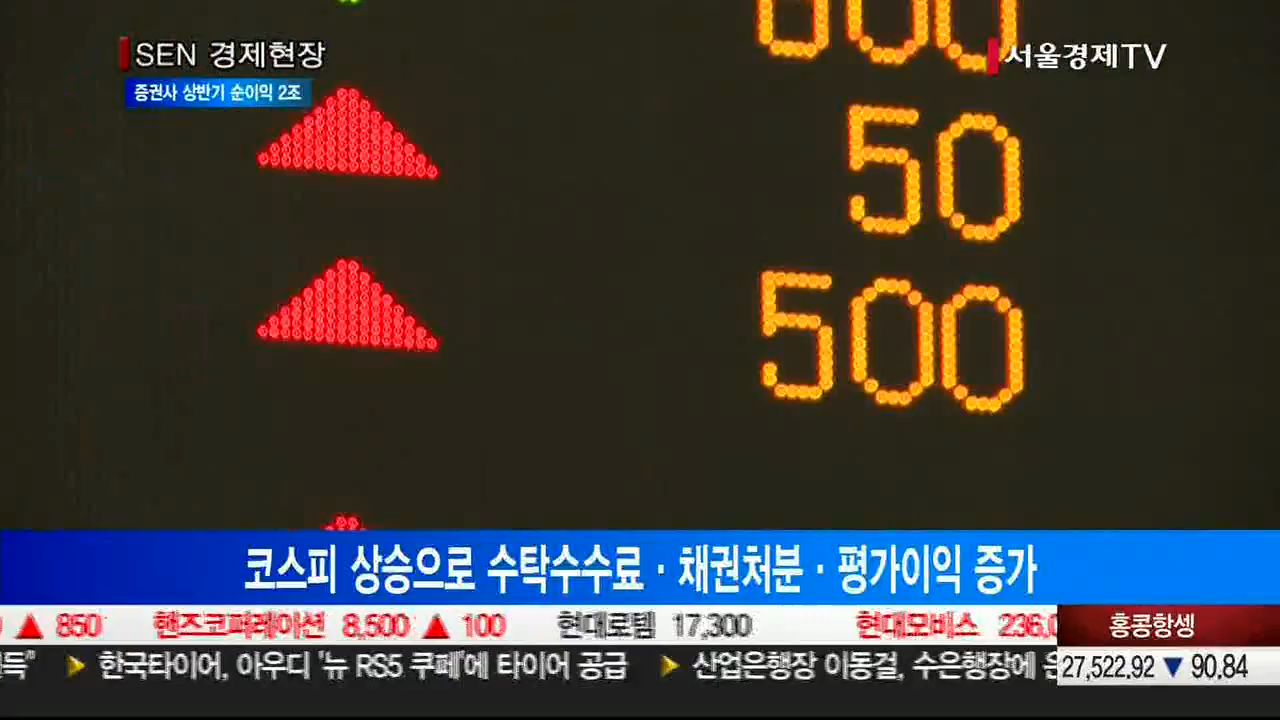 SEN 경제현장
서울경제TV
증권사 상반기 순이익 2조
50
500
코스피 상승으로 수탁수수료·채권처분·평가이익 증가
▲ 850 핸즈코퍼레이션 8,500 ▲ 100 현대로템 17,300 현대모비스 236,0
홍콩항셍
▶ 한국타이어, 아우디 '뉴 RS5 쿠페'에 타이어 공급 ▶ 산업은행장 이동걸, 수은행장에
27,522.92 ▼ 90.84